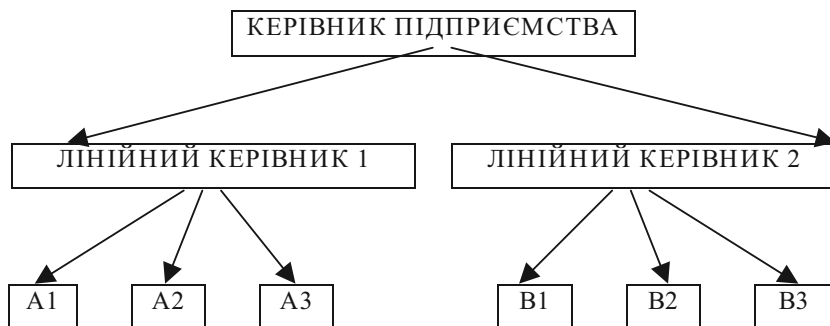 КЕРІВНИК ПІДПРИЄМСТВА
ЛІНІЙНИЙ КЕРІВНИК 1 ЛІНІЙНИЙ КЕРІВНИК 2
А1 А2 А3 В1 В2 В3